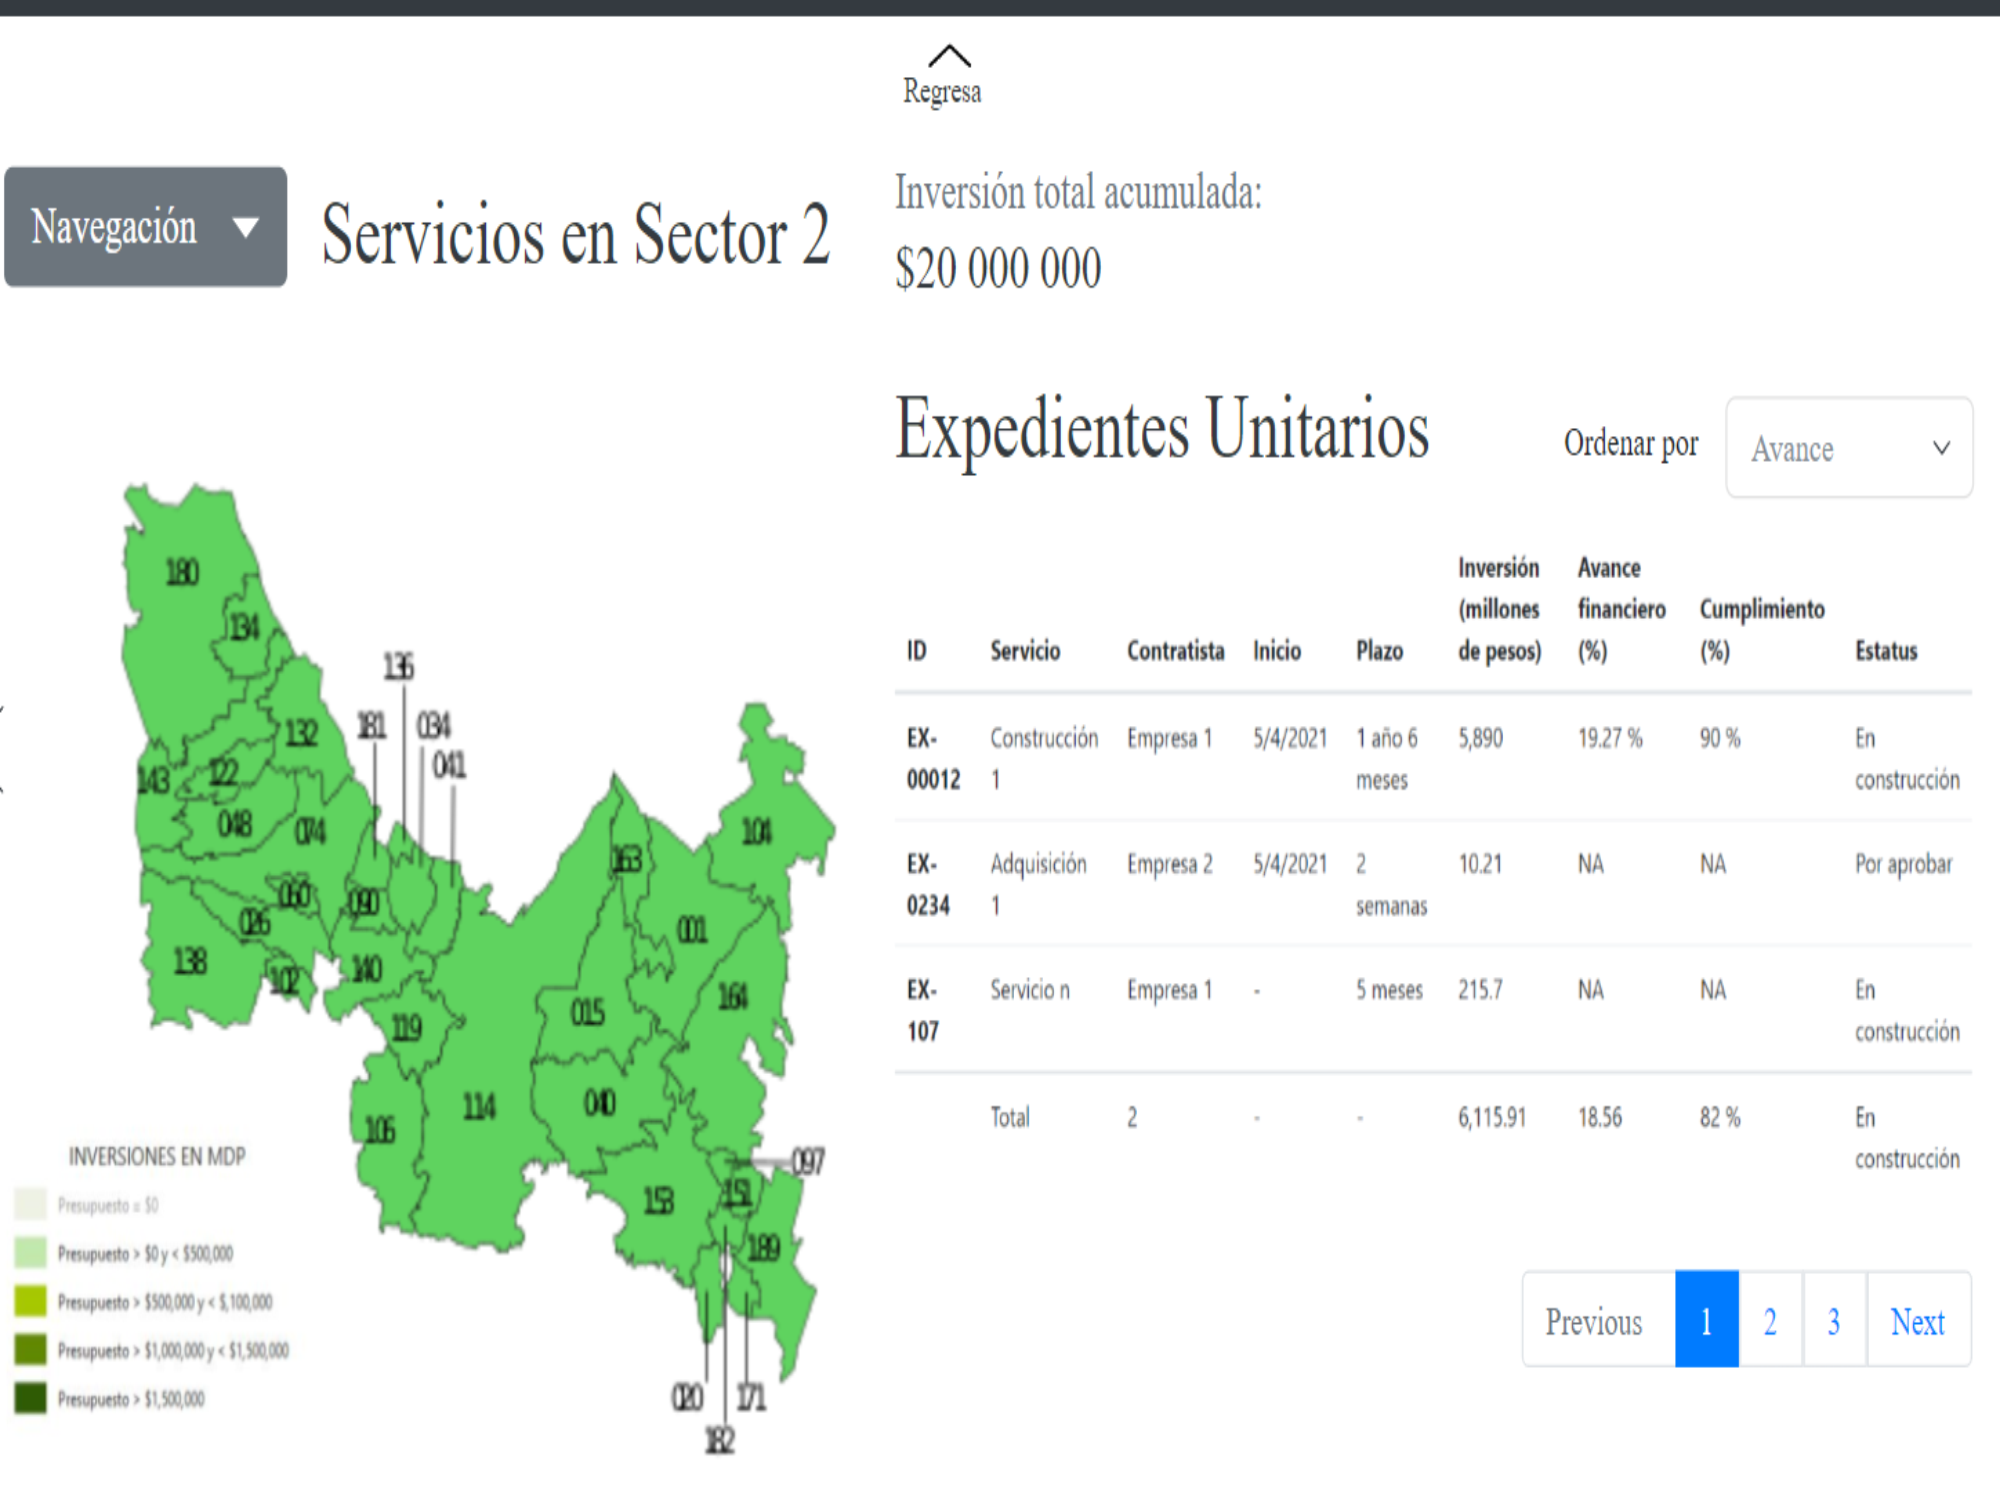 Regresa
Navegación
Servicios en Sector 2
Inversión total acumulada:
$20 000 000
Expedientes Unitarios
Ordenar por
Avance
ID Servicio Contratista Inicio Plazo Inversión (millones de pesos) Avance financiero (%) Cumplimiento (%) Estatus
EX-00012 Construcción 1 Empresa 1 5/4/2021 1 año 6 meses 5,890 19.27 % 90 % En construcción
EX-0234 Adquisición 1 Empresa 2 5/4/2021 2 semanas 10.21 NA NA Por aprobar
EX-107 Servicio n Empresa 1 - 5 meses 215.7 NA NA En construcción
Total 2 - - 6,115.91 18.56 82 % En construcción
Previous 1 2 3 Next
180
134
136
132
181
034
041
143
122
048
074
104
163
060
090
026
001
138
102
140
164
015
119
040
114
106
097
151
153
189
020
171
182
INVERSIONES EN MDP
Presupuesto = $0
Presupuesto > $0 y < $500,000
Presupuesto > $500,000 y < $,100,000
Presupuesto > $1,000,000 y < $1,500,000
Presupuesto > $1,500,000